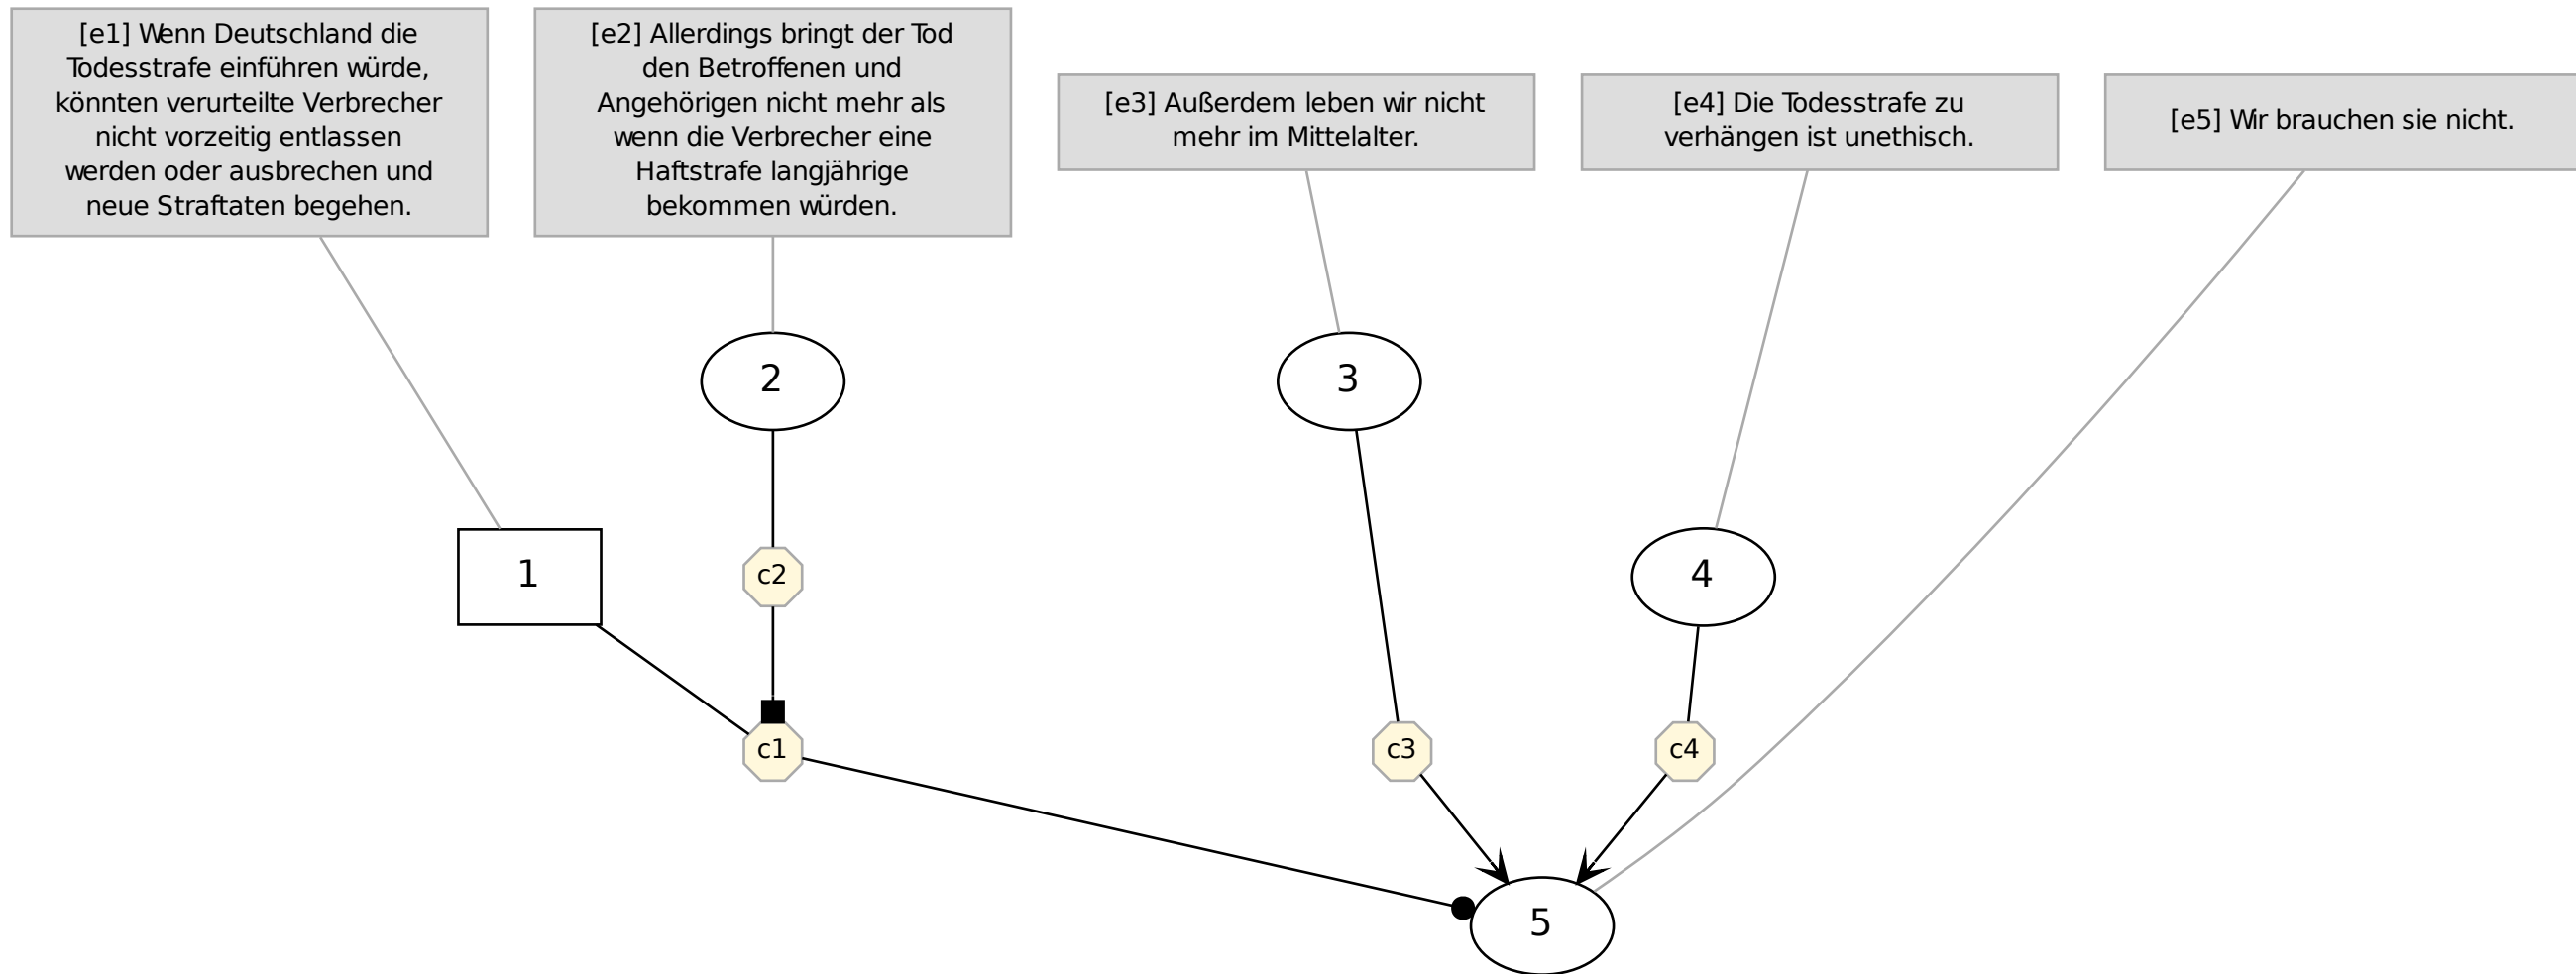 [e1] Wenn Deutschland die
Todesstrafe einführen würde,
könnten verurteilte Verbrecher
nicht vorzeitig entlassen
werden oder ausbrechen und
neue Straftaten begehen.
[e2] Allerdings bringt der Tod
den Betroffenen und
Angehörigen nicht mehr als
wenn die Verbrecher eine
Haftstrafe langjährige
bekommen würden.
[e3] Außerdem leben wir nicht
mehr im Mittelalter.
[e4] Die Todesstrafe zu
verhängen ist unethisch.
[e5] Wir brauchen sie nicht.
2
3
1
c2
4
c1
c3
c4
5